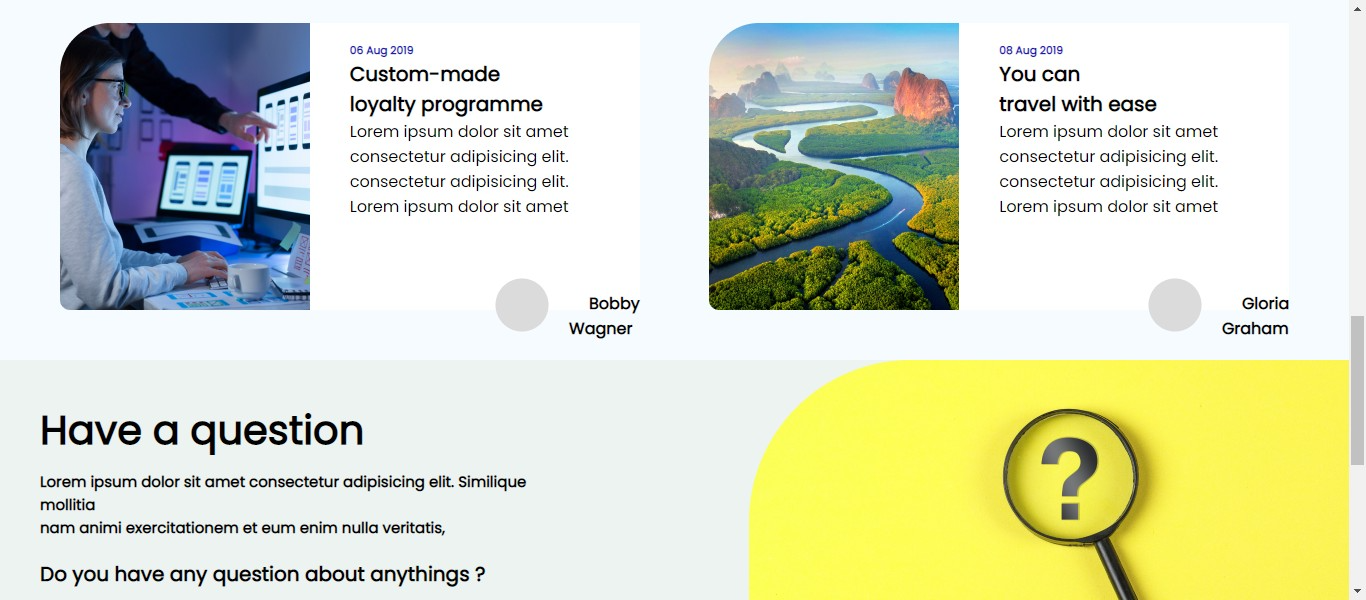 06 Aug 2019
Custom-made
loyalty programme
Lorem ipsum dolor sit amet
consectetur adipisicing elit.
consectetur adipisicing elit.
Lorem ipsum dolor sit amet
Bobby
Wagner
08 Aug 2019
You can
travel with ease
Lorem ipsum dolor sit amet
consectetur adipisicing elit.
consectetur adipisicing elit.
Lorem ipsum dolor sit amet
Gloria
Graham
Have a question
Lorem ipsum dolor sit amet consectetur adipisicing elit. Similique
mollitia
nam animi exercitationem et eum enim nulla veritatis,
Do you have any question about anythings ?
?